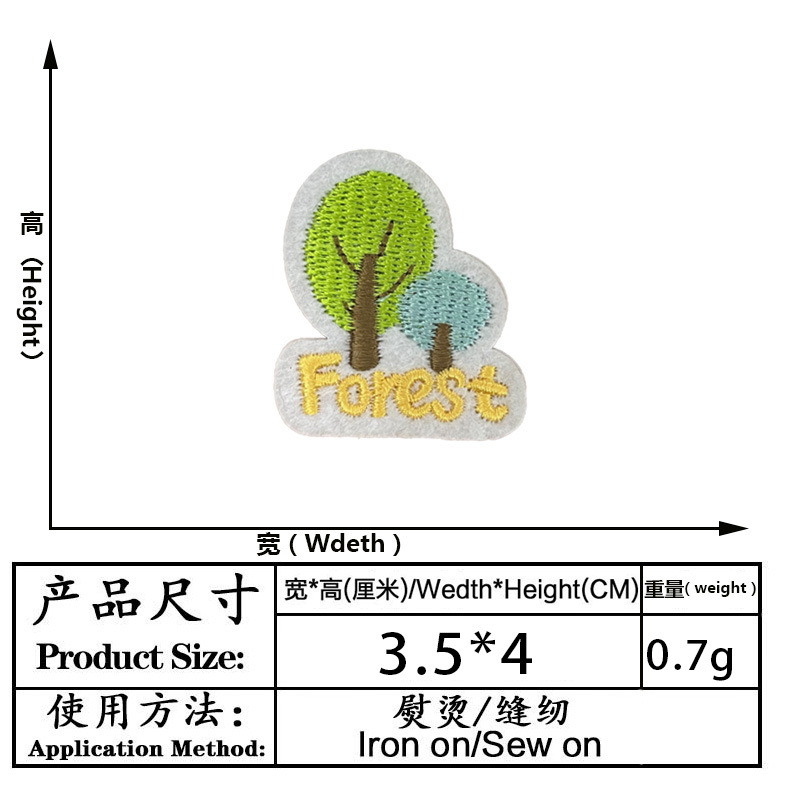 高
(Height)
Forest
宽 ( Wdeth )
产品尺寸
Product Size:
宽*高(厘米)/Wedth*Height(CM)
重量( weight )
3.5*4
0.7g
使用方法:
Application Method:
熨烫/缝纫
Iron on/Sew on